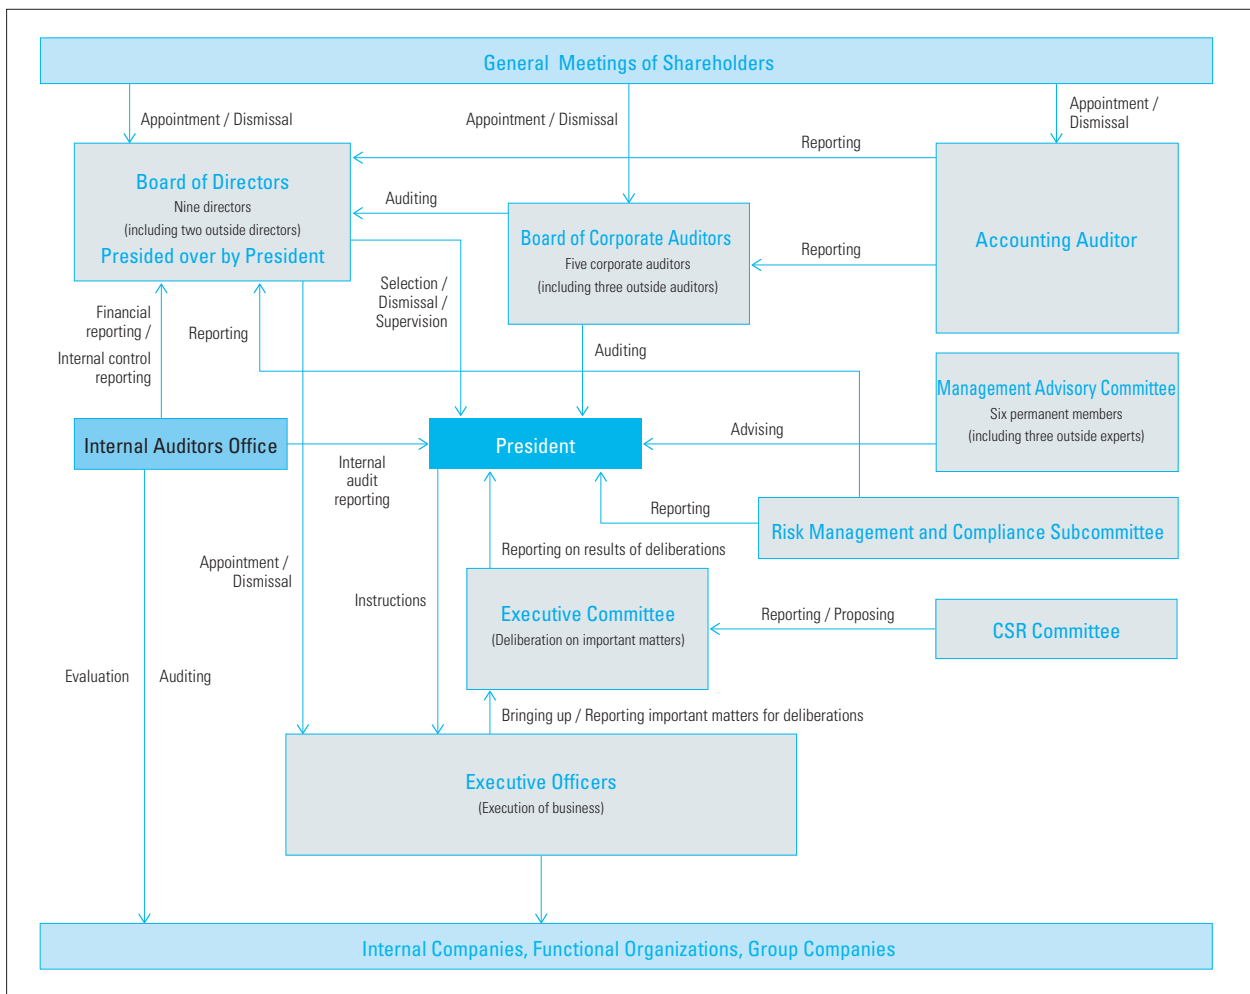 General Meetings of Shareholders
Appointment / Dismissal
Appointment / Dismissal
Appointment /
Dismissal
Reporting
Board of Directors
Nine directors
(including two outside directors)
Presided over by President
Auditing
Board of Corporate Auditors
Five corporate auditors
(including three outside auditors)
Reporting
Accounting Auditor
Selection /
Dismissal /
Supervision
Financial
reporting /
Internal control
reporting
Reporting
Auditing
Management Advisory Committee
Six permanent members
(including three outside experts)
Internal Auditors Office
President
Advising
Internal
audit
reporting
Reporting
Risk Management and Compliance Subcommittee
Reporting on results of deliberations
Appointment /
Dismissal
Instructions
Executive Committee
(Deliberation on important matters)
Reporting / Proposing
CSR Committee
Evaluation
Auditing
Bringing up / Reporting important matters for deliberations
Executive Officers
(Execution of business)
Internal Companies, Functional Organizations, Group Companies